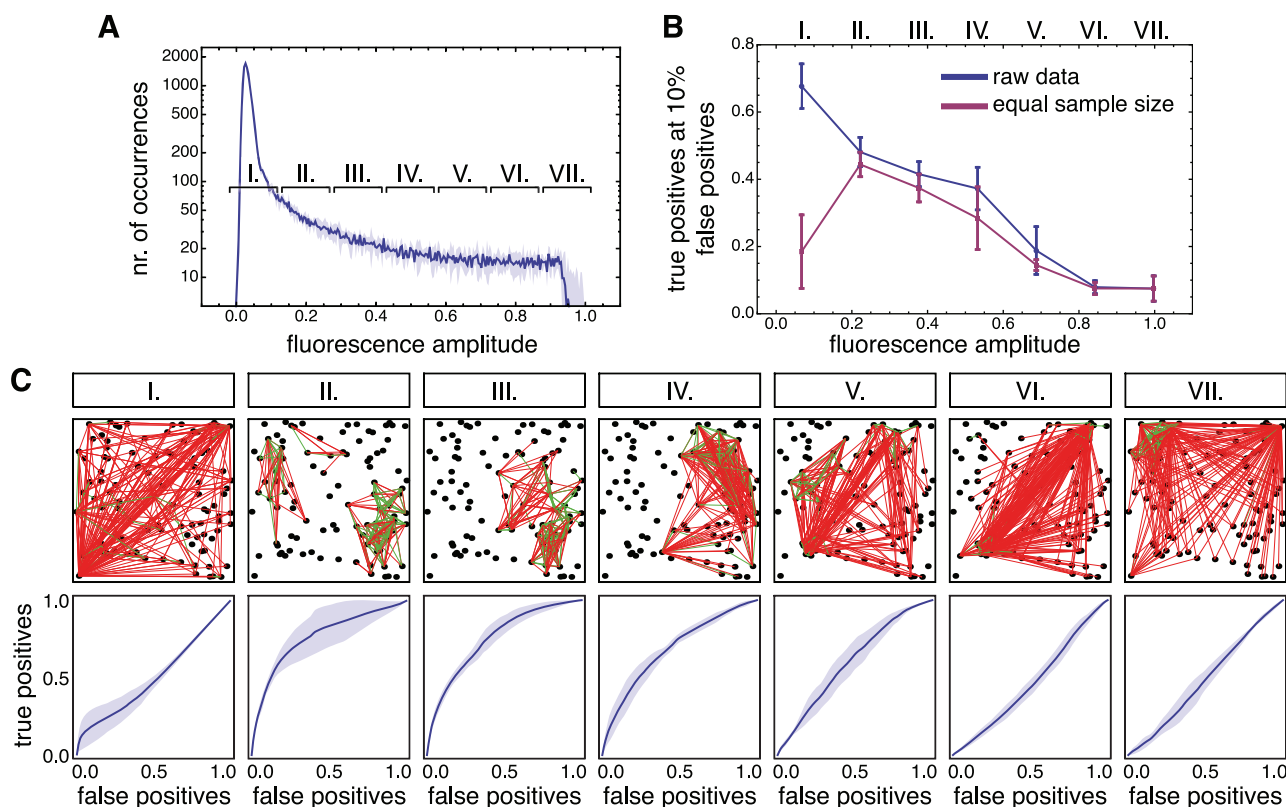 A
nr. of occurrences
2000
1000
500
200
100
50
20
10
I. II. III. IV. V. VI. VII.
0.0 0.2 0.4 0.6 0.8 1.0
fluorescence amplitude
B
I. II. III. IV. V. VI. VII.
true positives at 10%
false positives
0.8
0.6
0.4
0.2
0.0
raw data
equal sample size
0.0 0.2 0.4 0.6 0.8 1.0
fluorescence amplitude
C
I. II. III. IV. V. VI. VII.
true positives
1.0
0.5
0.0
0.0 0.5 1.0 0.0 0.5 1.0 0.0 0.5 1.0 0.0 0.5 1.0 0.0 0.5 1.0 0.0 0.5 1.0 0.0 0.5 1.0
false positives false positives false positives false positives false positives false positives false positives